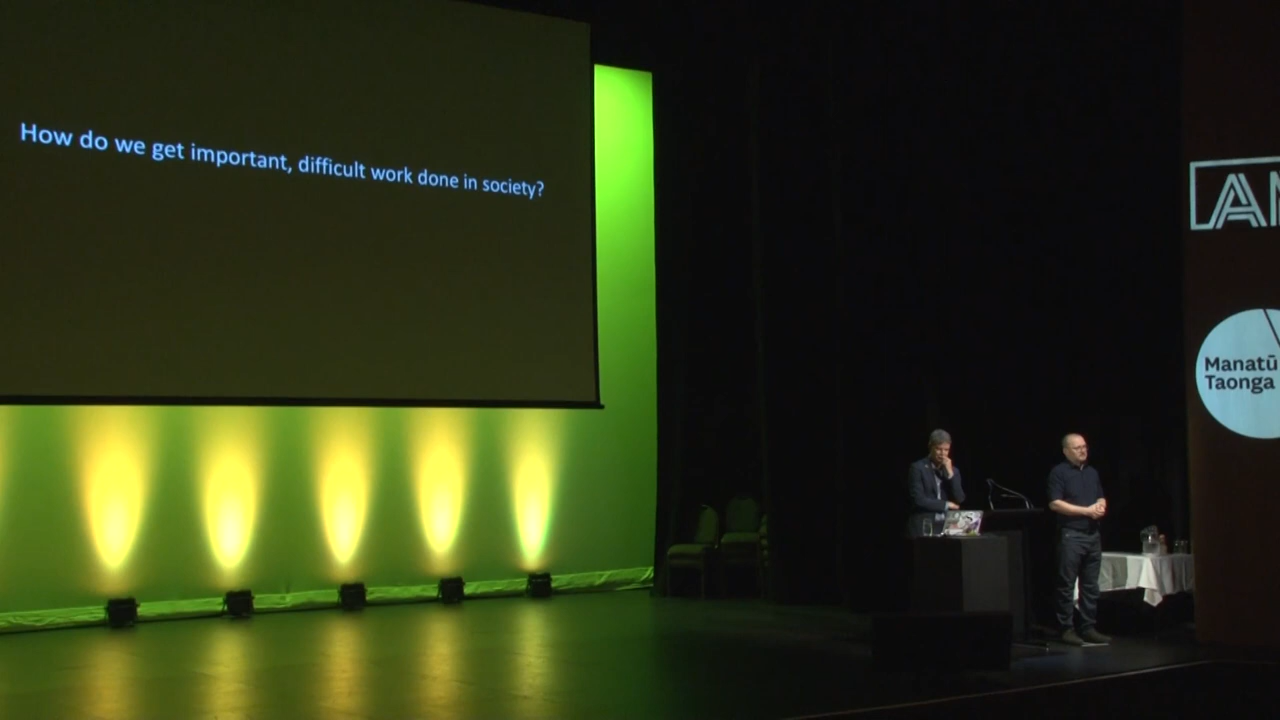 How do we get important, difficult work done in society?
Manatū
Taonga